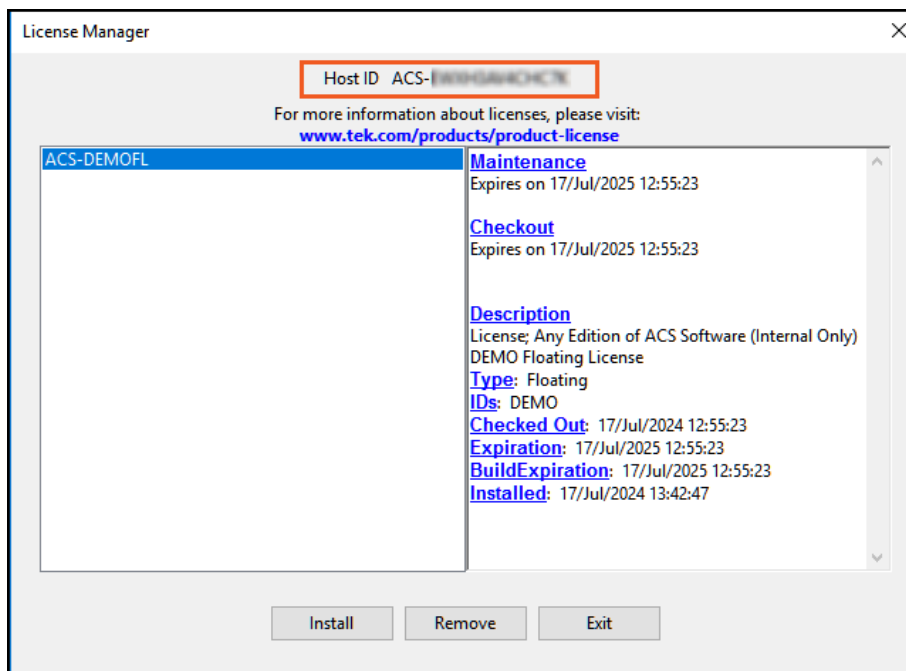 License Manager
Host ID ACS-
For more information about licenses, please visit:
www.tek.com/products/product-license
ACS-DEMOFL
Maintenance
Expires on 17/Jul/2025 12:55:23
Checkout
Expires on 17/Jul/2025 12:55:23
Description
License; Any Edition of ACS Software (Internal Only)
DEMO Floating License
Type: Floating
IDs: DEMO
Checked Out: 17/Jul/2024 12:55:23
Expiration: 17/Jul/2025 12:55:23
BuildExpiration: 17/Jul/2025 12:55:23
Installed: 17/Jul/2024 13:42:47
Install Remove Exit